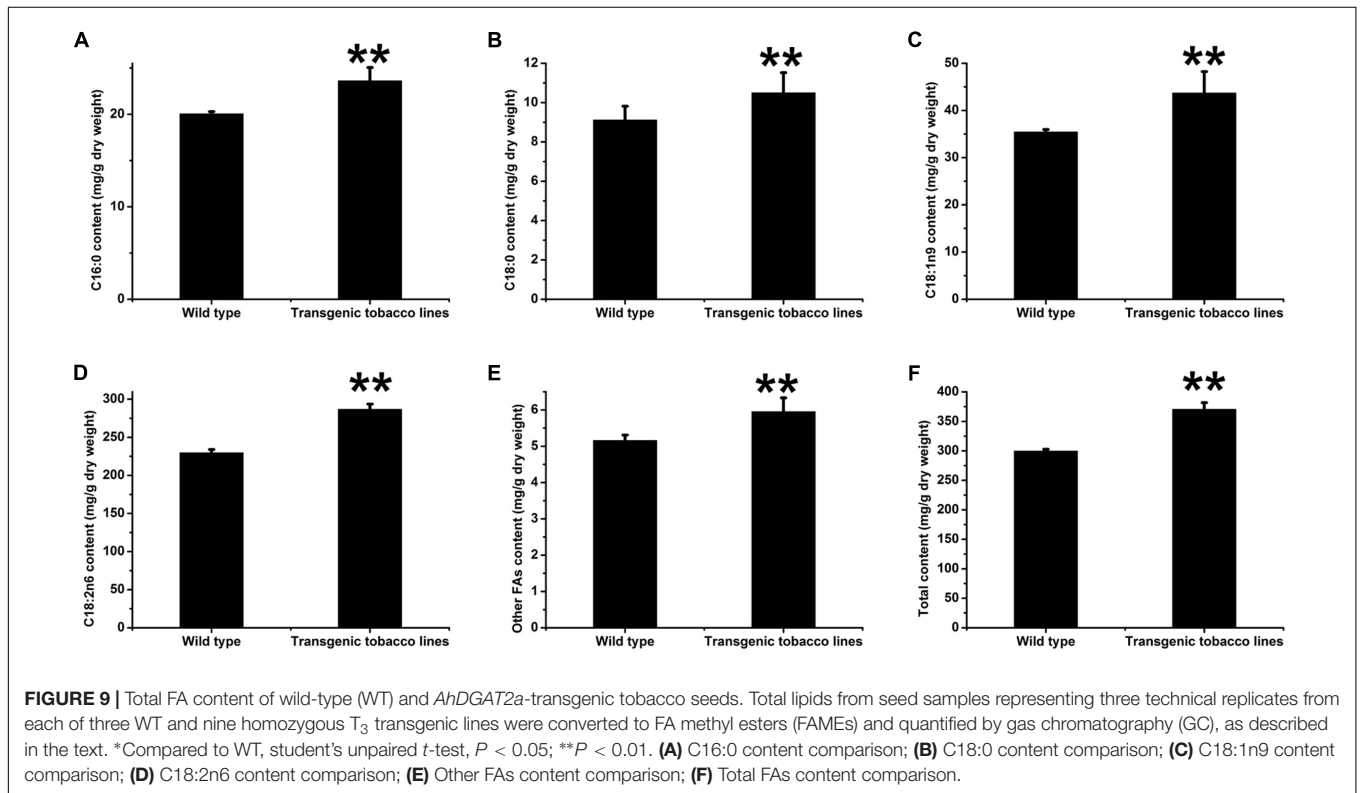 A
**
C16:0 content (mg/g dry weight)
20
10
0
Wild type
Transgenic tobacco lines
B
**
C18:0 content (mg/g dry weight)
12
10
8
6
4
2
0
Wild type
Transgenic tobacco lines
C
**
C18:1n9 content (mg/g dry weight)
50
40
30
20
10
0
Wild type
Transgenic tobacco lines
D
**
C18:2n6 content (mg/g dry weight)
300
250
200
150
100
50
0
Wild type
Transgenic tobacco lines
E
**
Other FAs content (mg/g dry weight)
6
5
4
3
2
1
0
Wild type
Transgenic tobacco lines
F
**
Total content (mg/g dry weight)
400
350
300
250
200
150
100
50
0
Wild type
Transgenic tobacco lines
FIGURE 9 | Total FA content of wild-type (WT) and AhDGAT2a-transgenic tobacco seeds. Total lipids from seed samples representing three technical replicates from
each of three WT and nine homozygous T₃ transgenic lines were converted to FA methyl esters (FAMEs) and quantified by gas chromatography (GC), as described
in the text. *Compared to WT, student's unpaired t-test, P < 0.05; **P < 0.01. (A) C16:0 content comparison; (B) C18:0 content comparison; (C) C18:1n9 content
comparison; (D) C18:2n6 content comparison; (E) Other FAs content comparison; (F) Total FAs content comparison.